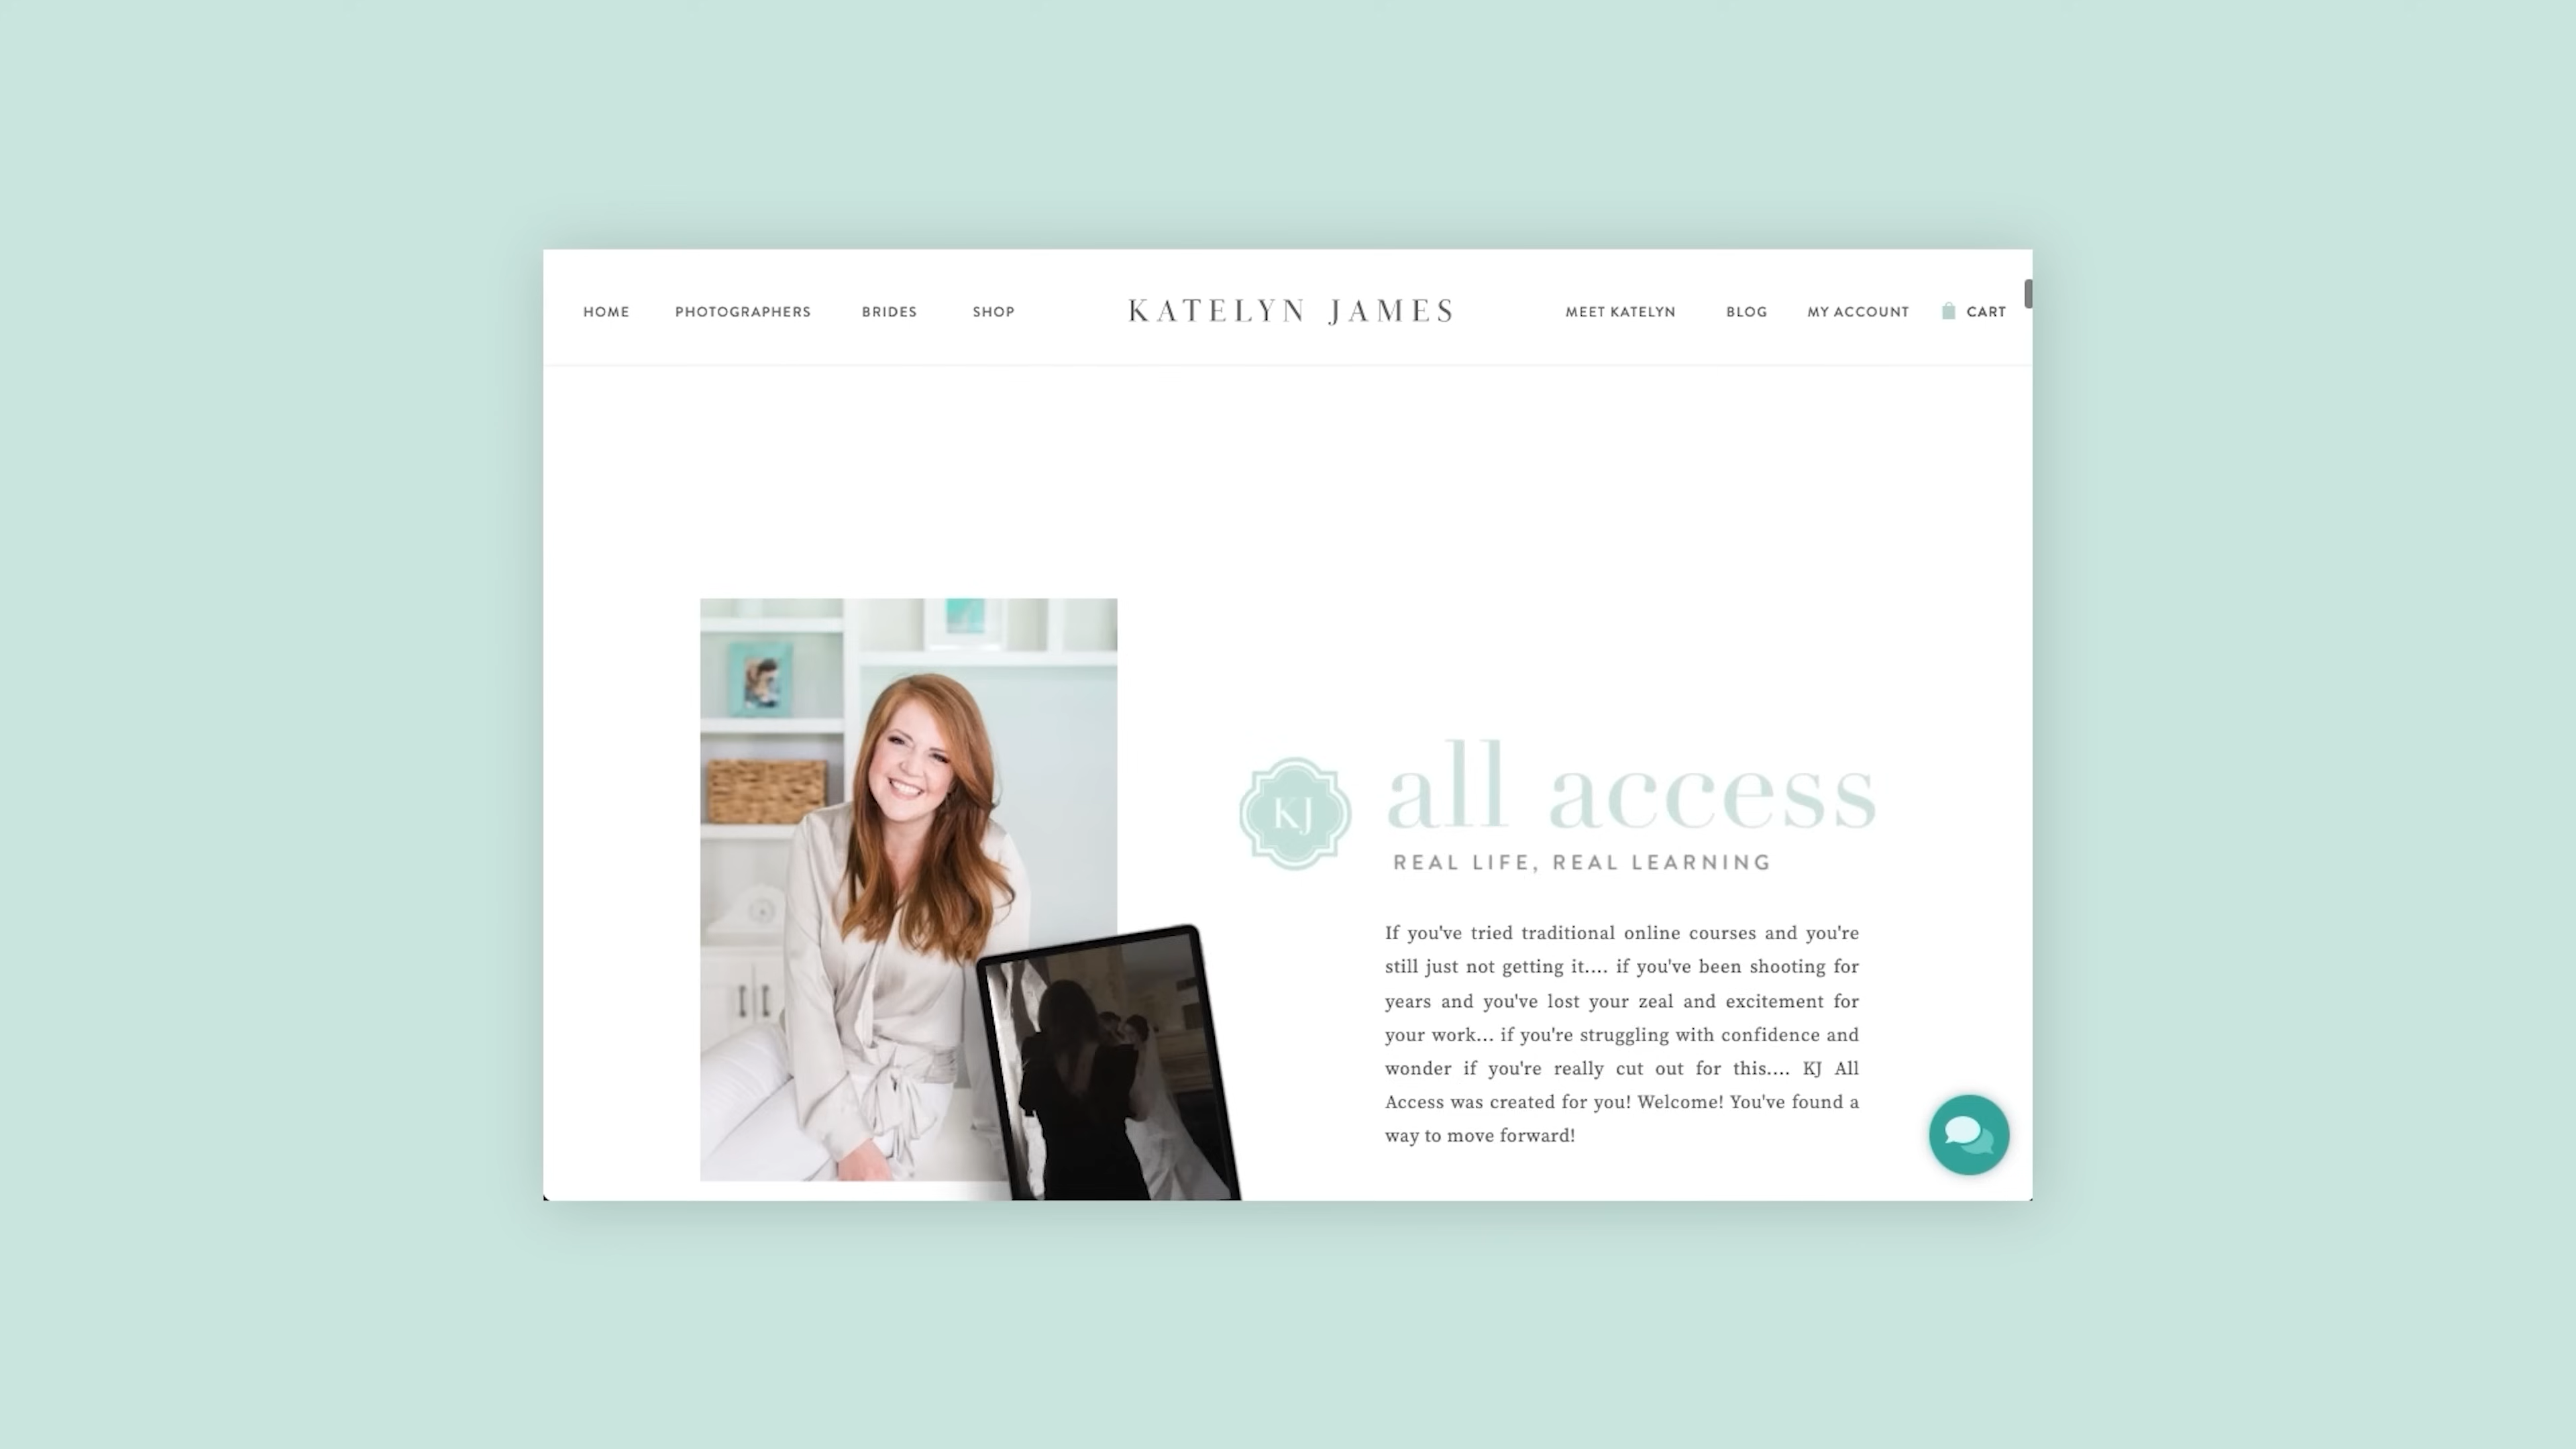 HOME PHOTOGRAPHERS BRIDES SHOP KATELYN JAMES MEET KATELYN BLOG MY ACCOUNT CART
KJ all access
REAL LIFE, REAL LEARNING
If you've tried traditional online courses and you're
still just not getting it.... if you've been shooting for
years and you've lost your zeal and excitement for
your work... if you're struggling with confidence and
wonder if you're really cut out for this.... KJ All
Access was created for you! Welcome! You've found a
way to move forward!